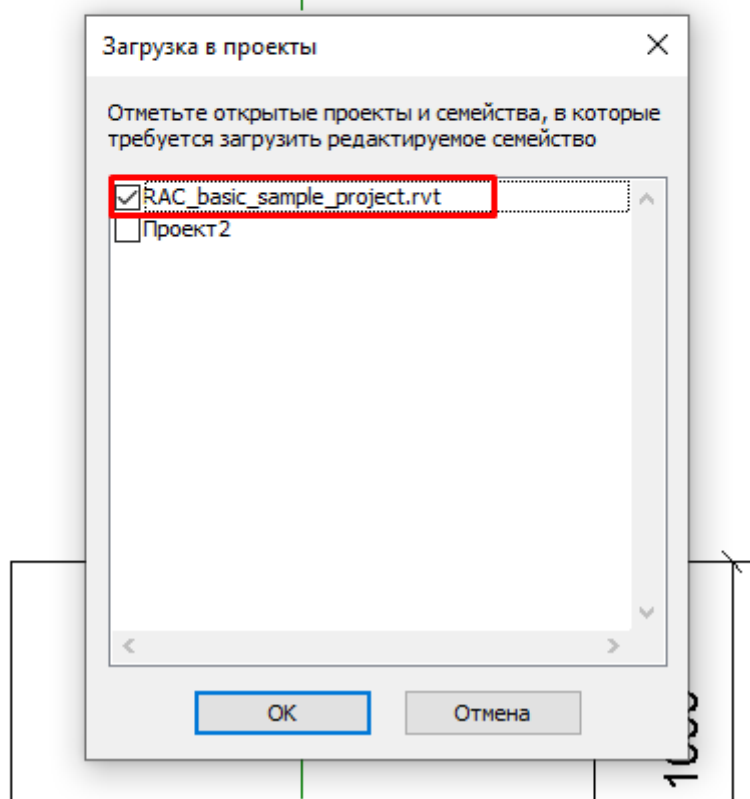 Загрузка в проекты
Отметьте открытые проекты и семейства, в которые
требуется загрузить редактируемое семейство
RAC_basic_sample_project.rvt
Проект2
OK
Отмена